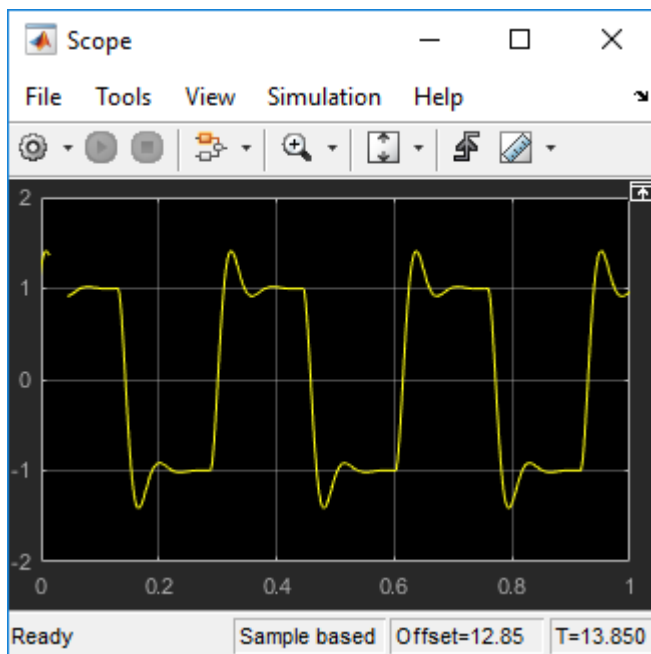 Scope
File Tools View Simulation Help
2
1
0
-1
-2
0 0.2 0.4 0.6 0.8 1
Ready Sample based Offset=12.85 T=13.850